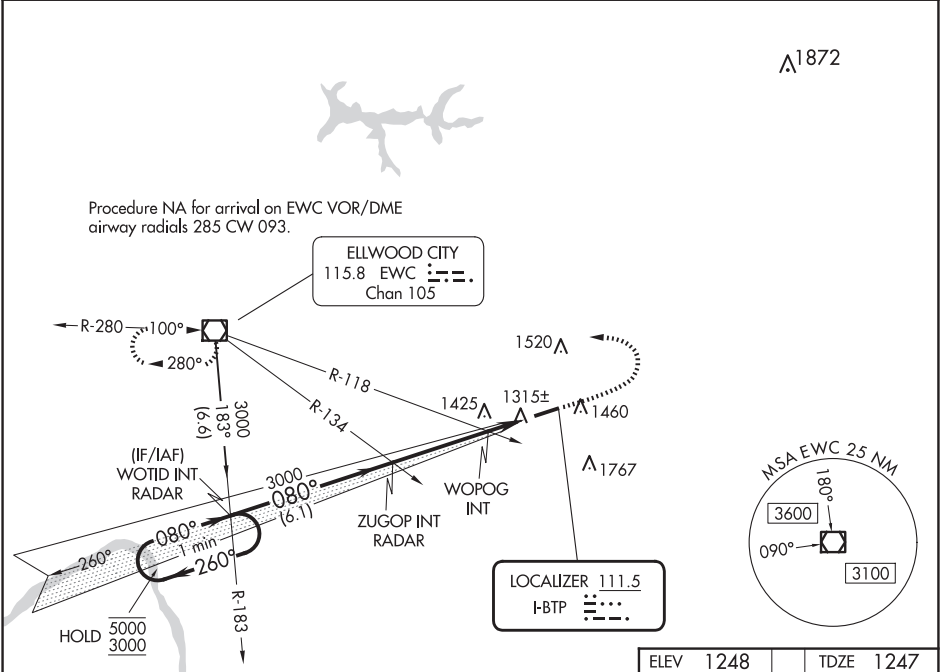 1872
Procedure NA for arrival on EWC VOR/DME
airway radials 285 CW 093.
ELLWOOD CITY
115.8 EWC
Chan 105
R-280
100°
280°
R-118
R-134
1520
1425
1315±
1460
1767
3000
183°
(6.6)
(IF/IAF)
WOTID INT
RADAR
3000
080°
(6.1)
ZUGOP INT
RADAR
WOPOG
INT
080°
1 min
260°
260°
R-183
HOLD 5000
3000
LOCALIZER 111.5
I-BTP
MSA EWC 25 NM
180°
3600
090°
3100
ELEV 1248
TDZE 1247